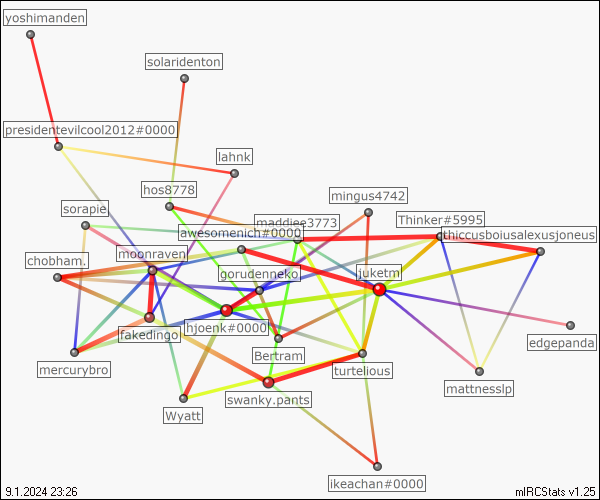 yoshimanden
solaridenton
presidentevilcool2012#0000
lahnk
hos8778
mingus4742
sorapie
maddiee3773
Thinker#5995
awesomenich#0000
thiccusboiusalexusjoneus
chobham.
moonraven
gorudenneko
juketm
fakedingo
hjoenk#0000
edgepanda
Bertram
mercurybro
turtelious
mattnesslp
Wyatt
swanky.pants
ikeachan#0000
9.1.2024 23:26
mIRCStats v1.25